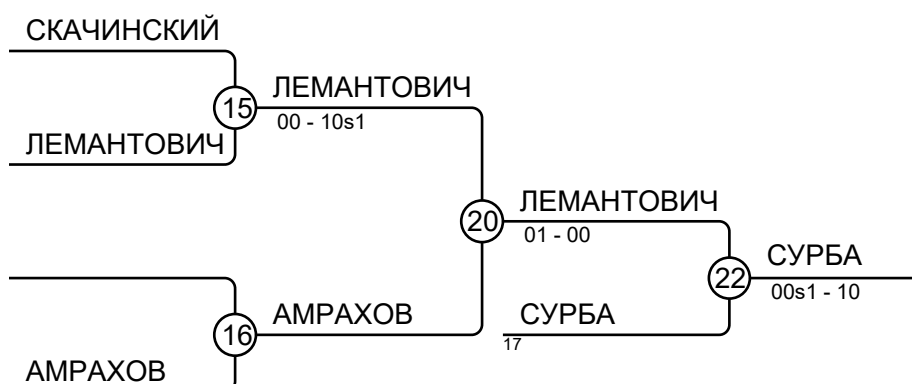 СКАЧИНСКИЙ
15
ЛЕМАНТОВИЧ
00 - 10s1
ЛЕМАНТОВИЧ
20
ЛЕМАНТОВИЧ
01 - 00
22
СУРБА
00s1 - 10
16
АМРАХОВ
СУРБА
17
АМРАХОВ